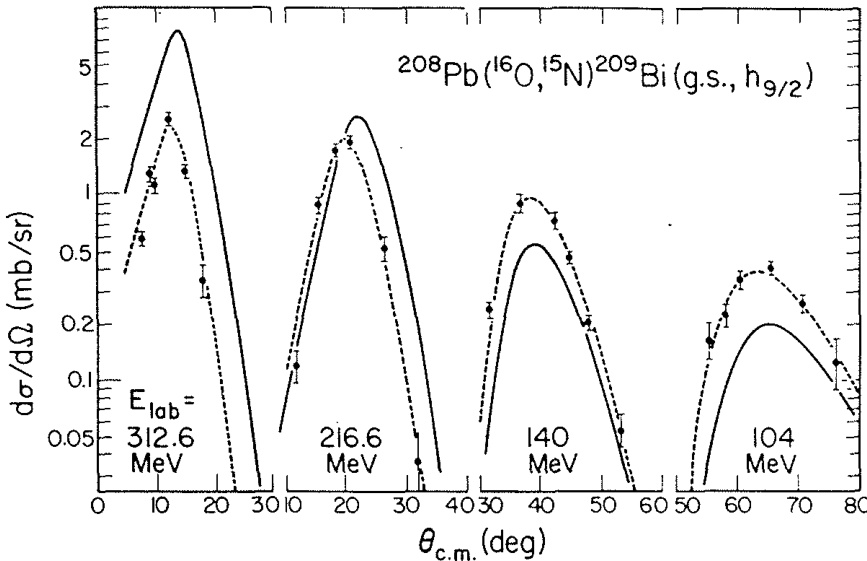 ²⁰⁸Pb(¹⁶O,¹⁵N)²⁰⁹Bi(g.s., h₉/₂)
dσ/dΩ (mb/sr)
5
2
1
0.5
0.2
0.1
0.05
E_lab =
312.6
MeV
216.6
MeV
140
MeV
104
MeV
0 10 20 30 10 20 30 40 30 40 50 60 50 60 70 80
θ_c.m. (deg)